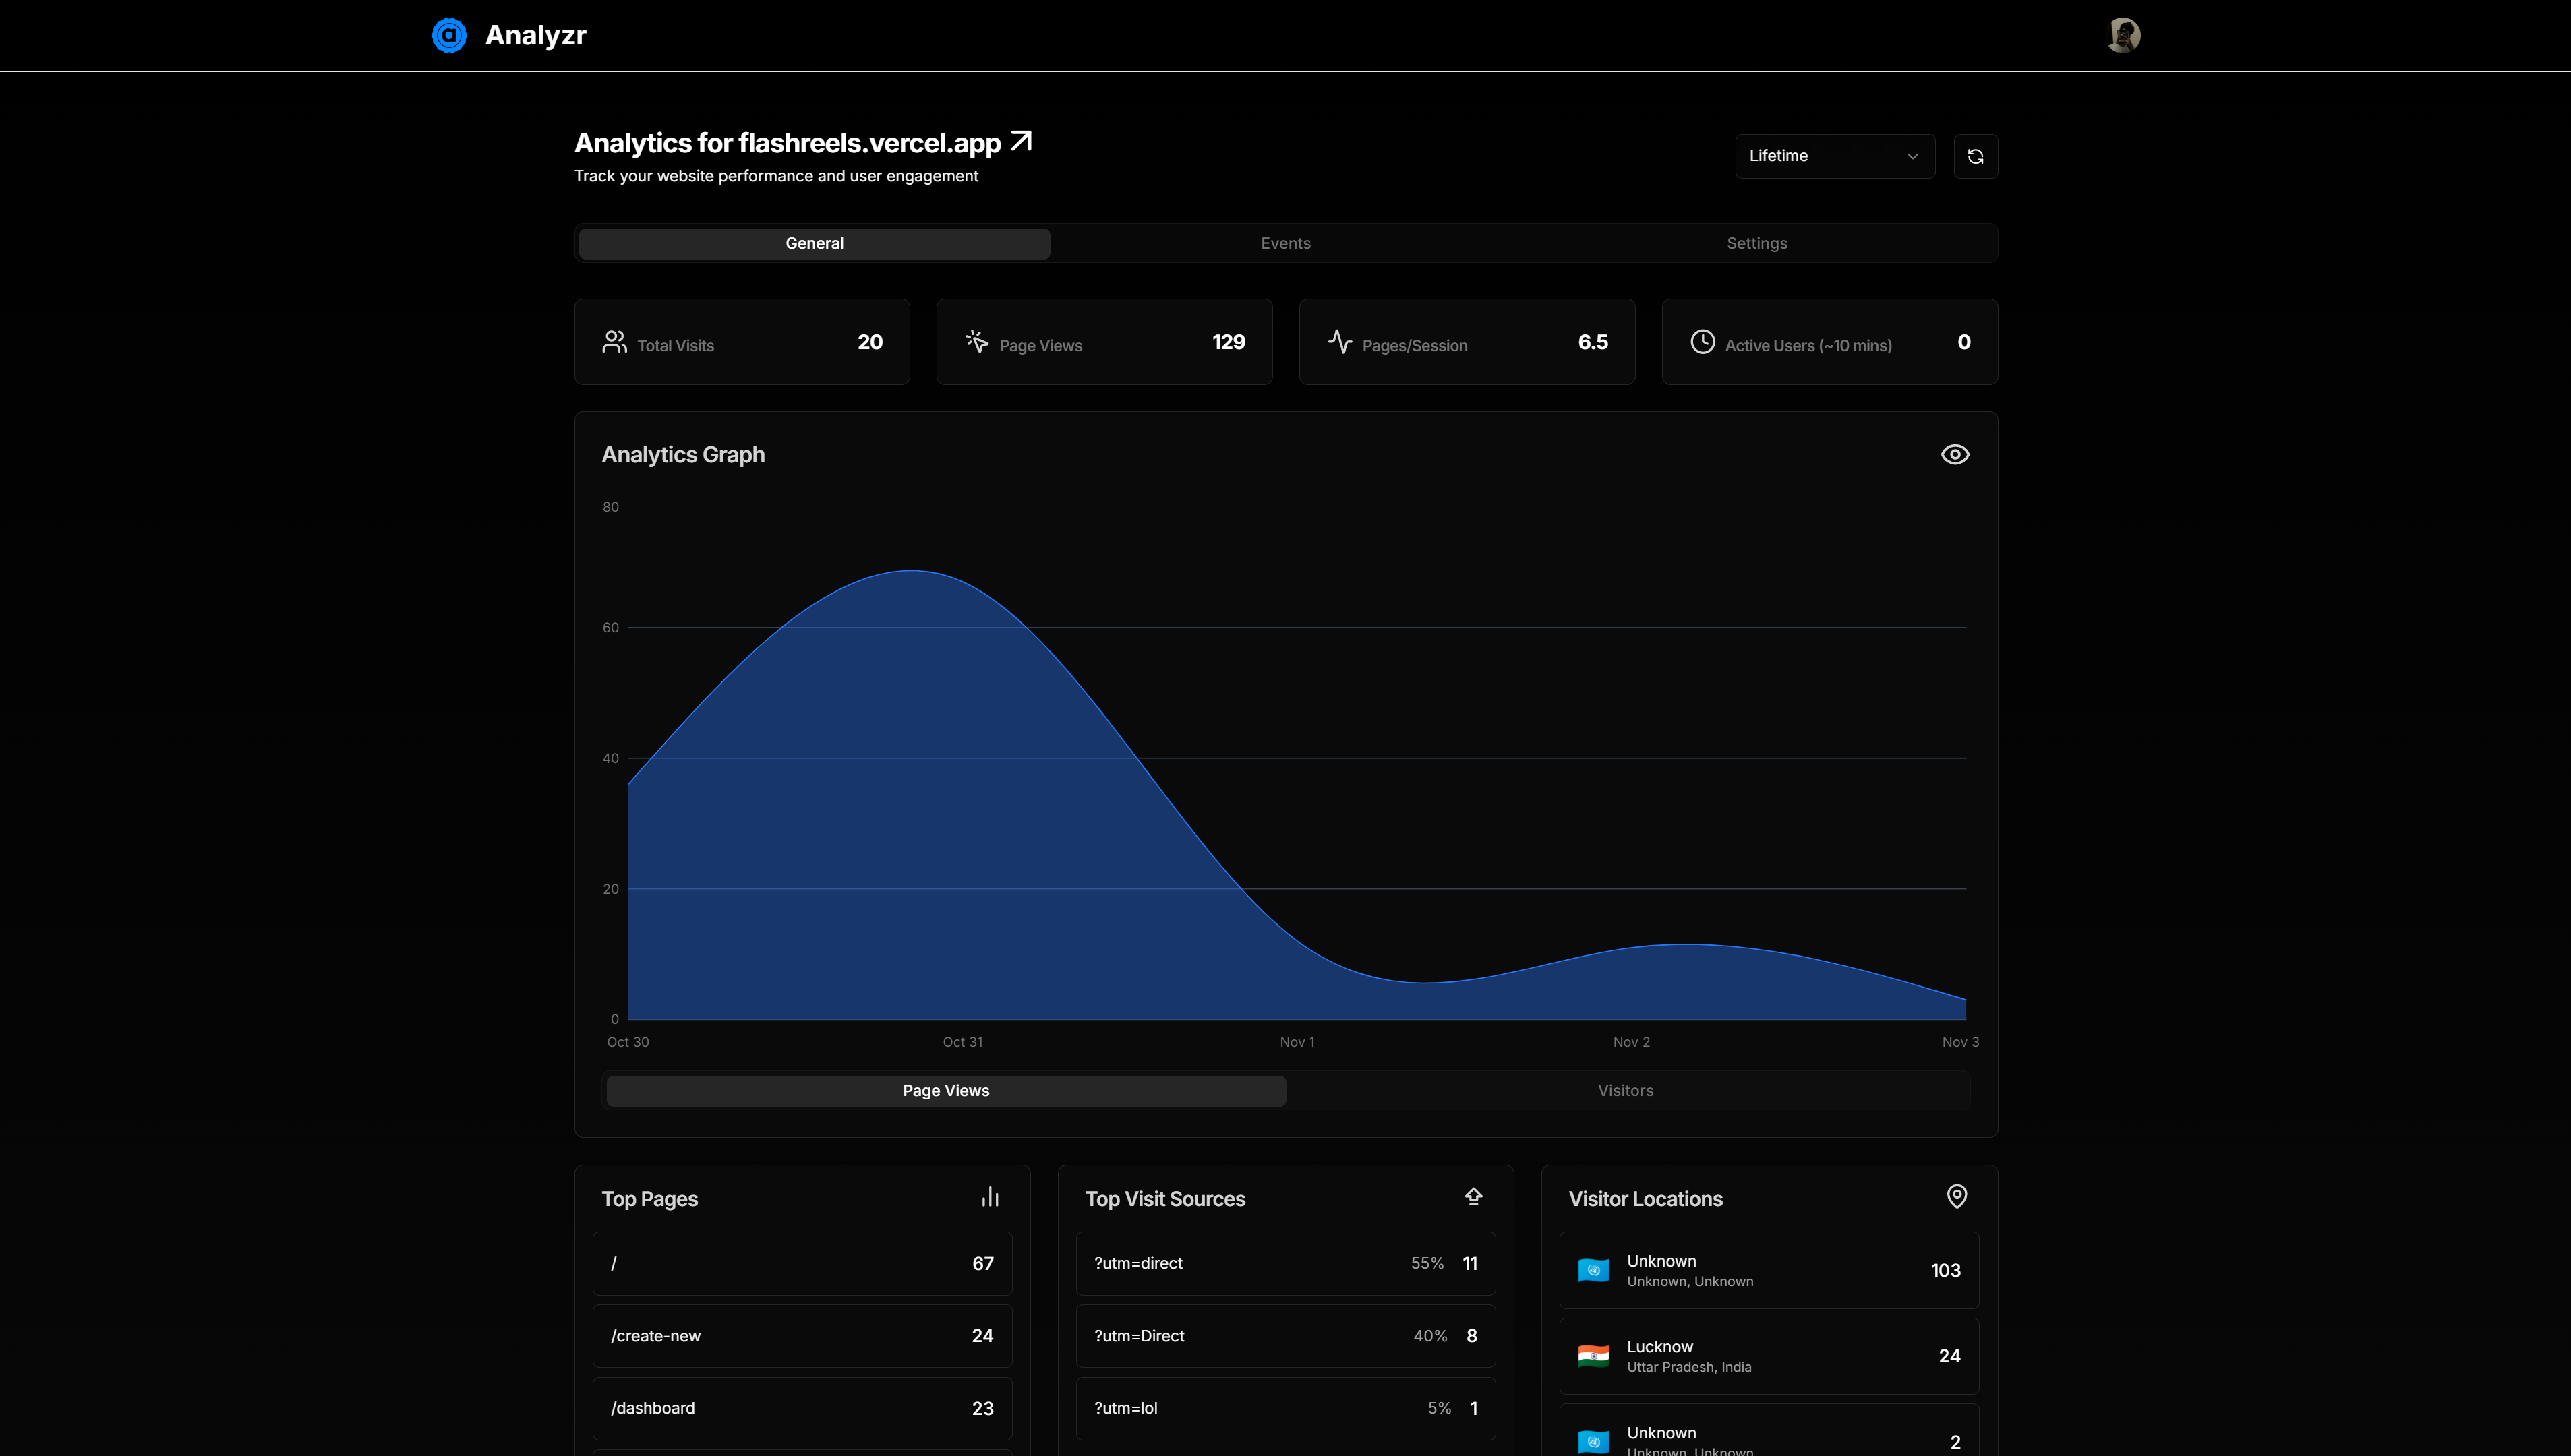 Analyzr
Analytics for flashreels.vercel.app
Track your website performance and user engagement
Lifetime
General
Events
Settings
Total Visits
20
Page Views
129
Pages/Session
6.5
Active Users (~10 mins)
0
Analytics Graph
80
60
40
20
0
Oct 30
Oct 31
Nov 1
Nov 2
Nov 3
Page Views
Visitors
Top Pages
/
67
/create-new
24
/dashboard
23
Top Visit Sources
?utm=direct
55%
11
?utm=Direct
40%
8
?utm=lol
5%
1
Visitor Locations
Unknown
Unknown, Unknown
103
Lucknow
Uttar Pradesh, India
24
Unknown
Unknown, Unknown
2